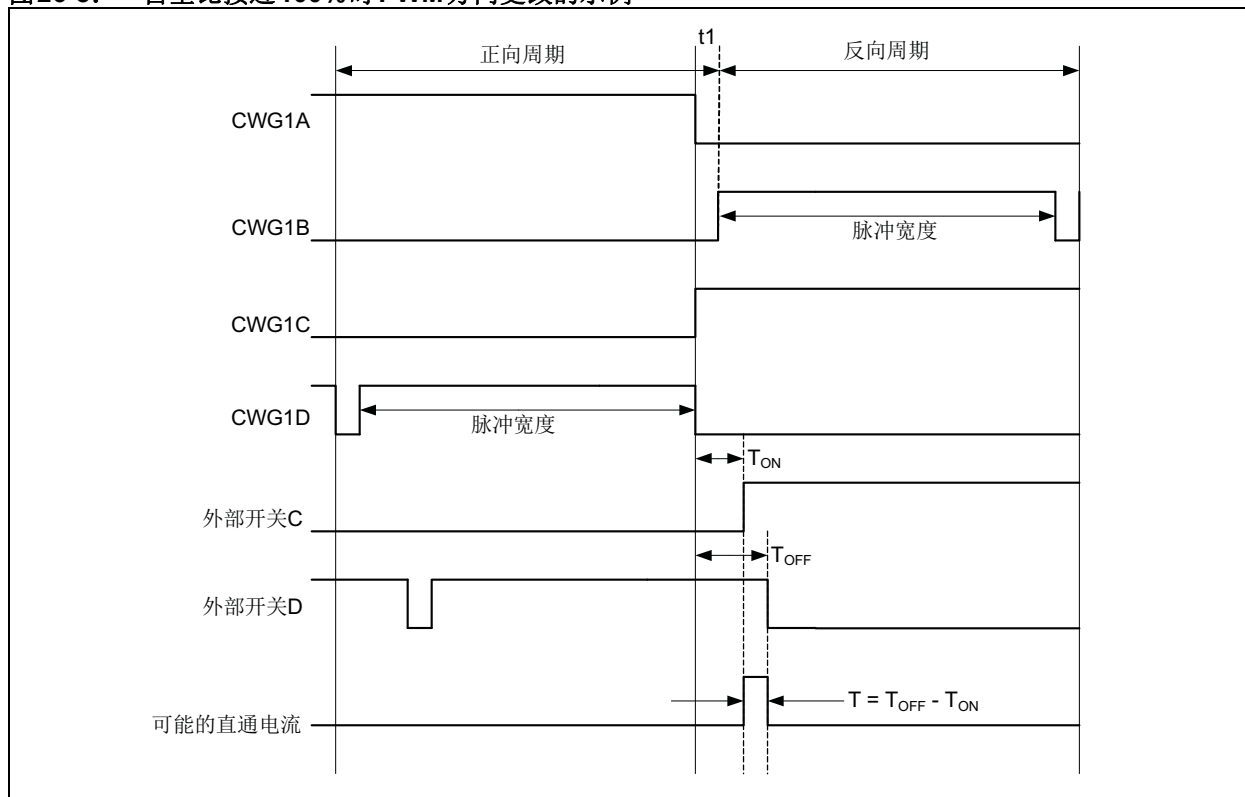 t1
正向周期
反向周期
CWG1A
CWG1B
脉冲宽度
CWG1C
CWG1D
脉冲宽度
TON
外部开关C
TOFF
外部开关D
T = TOFF - TON
可能的直通电流